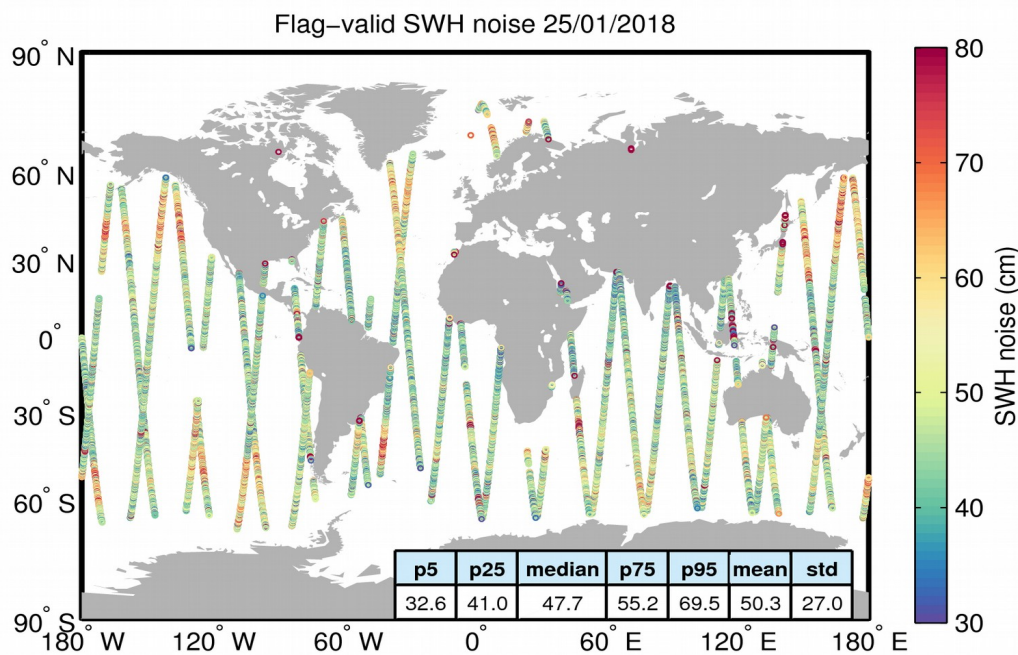 Flag−valid SWH noise 25/01/2018
90° N
60° N
30° N
0°
30° S
60° S
90° S
180° W
120° W
60° W
0°
60° E
120° E
180° E
p5 p25 median p75 p95 mean std
32.6 41.0 47.7 55.2 69.5 50.3 27.0
80
70
60
50
40
30
SWH noise (cm)